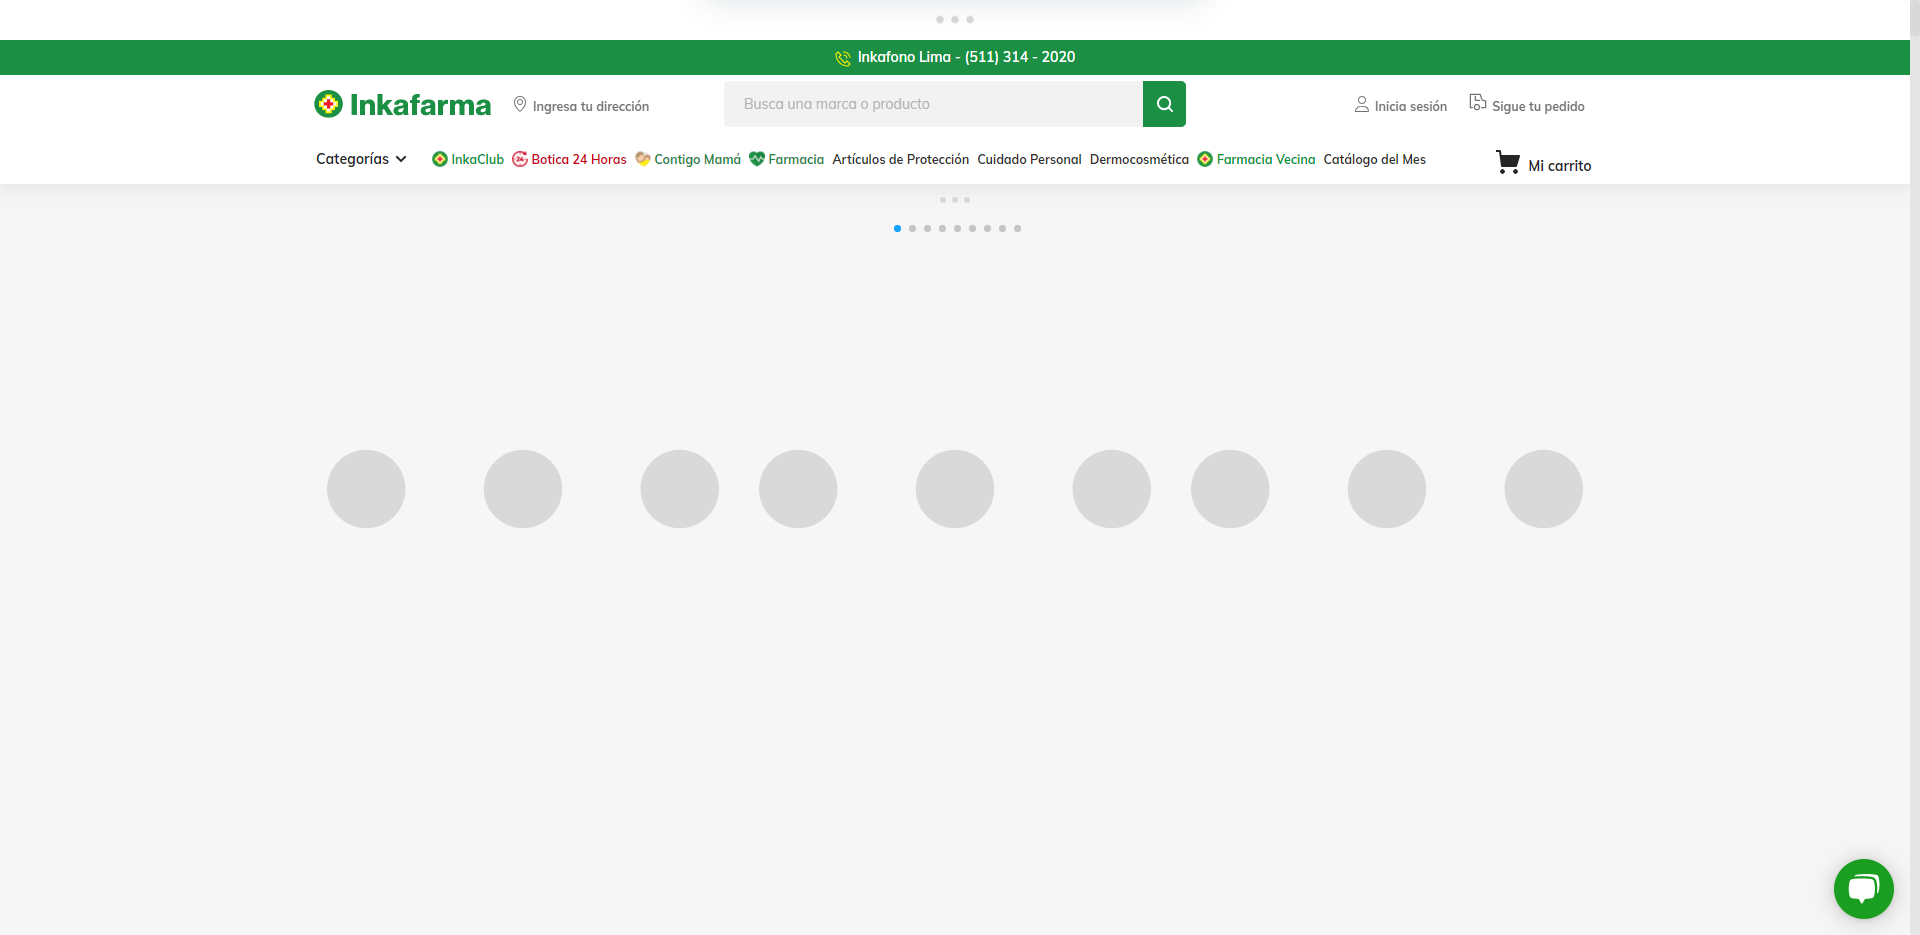 Inkafono Lima - (511) 314 - 2020
Inkafarma
Ingresa tu dirección
Busca una marca o producto
Inicia sesión
Sigue tu pedido
Categorías
InkaClub
Botica 24 Horas
Contigo Mamá
Farmacia
Artículos de Protección
Cuidado Personal
Dermocosmética
Farmacia Vecina
Catálogo del Mes
Mi carrito